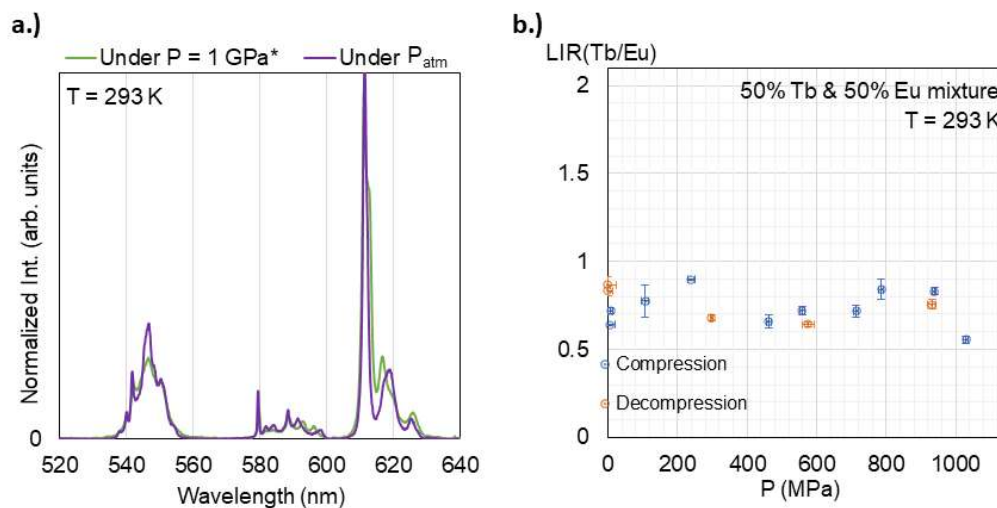 a.)
Under P = 1 GPa* Under Patm
T = 293 K
Normalized Int. (arb. units)
0
520 540 560 580 600 620 640
Wavelength (nm)
b.)
LIR(Tb/Eu)
2
50% Tb & 50% Eu mixture
T = 293 K
1.5
1
0.5
Compression
Decompression
0
0 200 400 600 800 1000
P (MPa)